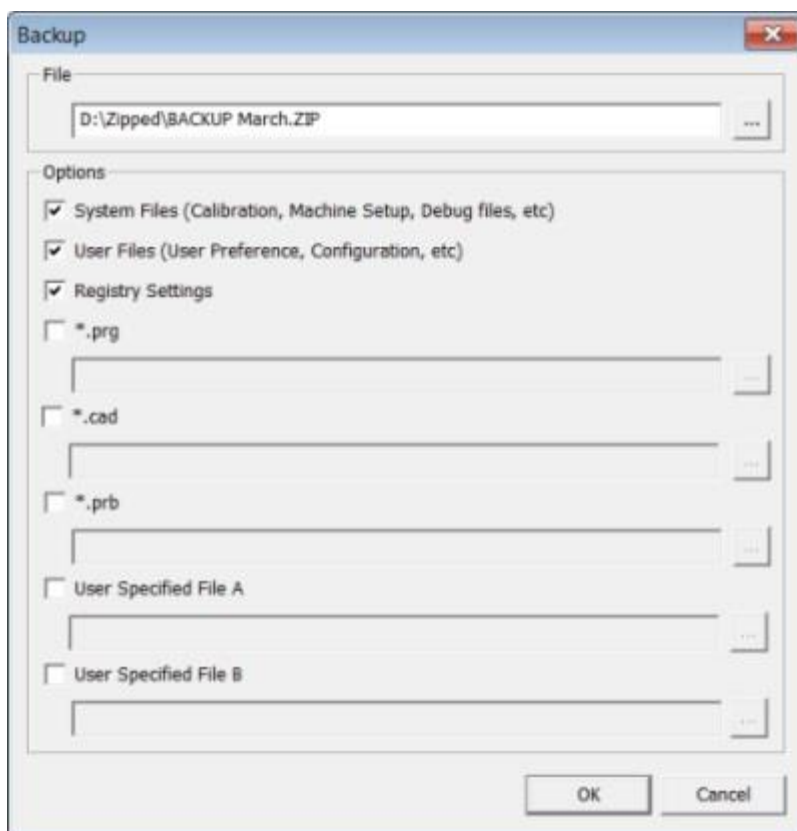 Backup
File
D:\Zipped\BACKUP March.ZIP
...
Options
System Files (Calibration, Machine Setup, Debug files, etc)
User Files (User Preference, Configuration, etc)
Registry Settings
*.prg
...
*.cad
...
*.prb
...
User Specified File A
...
User Specified File B
...
OK
Cancel